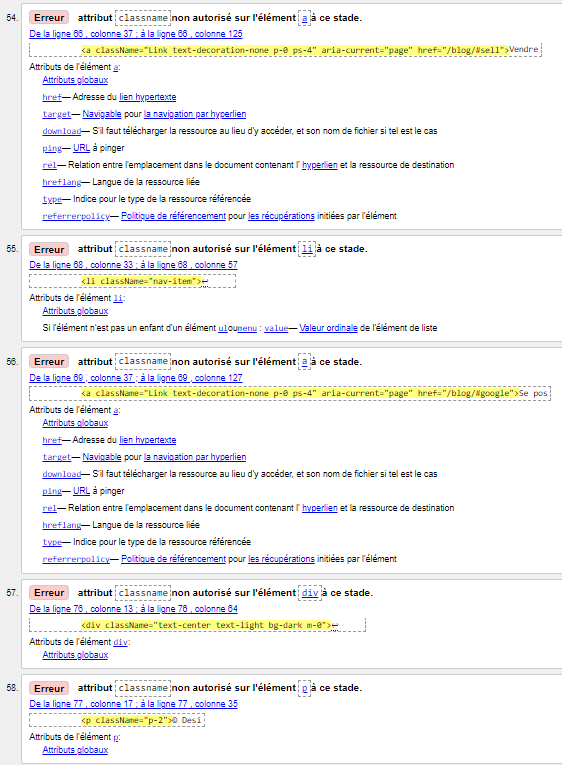 54. Erreur attribut classname non autorisé sur l'élément a à ce stade.
De la ligne 66 , colonne 37 ; à la ligne 66 , colonne 125
<a className="Link text-decoration-none p-0 ps-4" aria-current="page" href="/blog/#sell">Vendre
Attributs de l'élément a:
Attributs globaux
href— Adresse du lien hypertexte
target— Navigable pour la navigation par hyperlien
download— S'il faut télécharger la ressource au lieu d'y accéder, et son nom de fichier si tel est le cas
ping— URL à pinger
rel— Relation entre l'emplacement dans le document contenant l' hyperlien et la ressource de destination
hreflang— Langue de la ressource liée
type— Indice pour le type de la ressource référencée
referrerpolicy— Politique de référencement pour les récupérations initiées par l'élément
55. Erreur attribut classname non autorisé sur l'élément li à ce stade.
De la ligne 68 , colonne 33 ; à la ligne 68 , colonne 57
<li className="nav-item">↩
Attributs de l'élément li:
Attributs globaux
Si l'élément n'est pas un enfant d'un élément uloumenu : value— Valeur ordinale de l'élément de liste
56. Erreur attribut classname non autorisé sur l'élément a à ce stade.
De la ligne 69 , colonne 37 ; à la ligne 69 , colonne 127
<a className="Link text-decoration-none p-0 ps-4" aria-current="page" href="/blog/#google">Se pos
Attributs de l'élément a:
Attributs globaux
href— Adresse du lien hypertexte
target— Navigable pour la navigation par hyperlien
download— S'il faut télécharger la ressource au lieu d'y accéder, et son nom de fichier si tel est le cas
ping— URL à pinger
rel— Relation entre l'emplacement dans le document contenant l' hyperlien et la ressource de destination
hreflang— Langue de la ressource liée
type— Indice pour le type de la ressource référencée
referrerpolicy— Politique de référencement pour les récupérations initiées par l'élément
57. Erreur attribut classname non autorisé sur l'élément div à ce stade.
De la ligne 76 , colonne 13 ; à la ligne 76 , colonne 64
<div className="text-center text-light bg-dark m-0">↩
Attributs de l'élément div:
Attributs globaux
58. Erreur attribut classname non autorisé sur l'élément p à ce stade.
De la ligne 77 , colonne 17 ; à la ligne 77 , colonne 35
<p className="p-2">© Desi
Attributs de l'élément p:
Attributs globaux